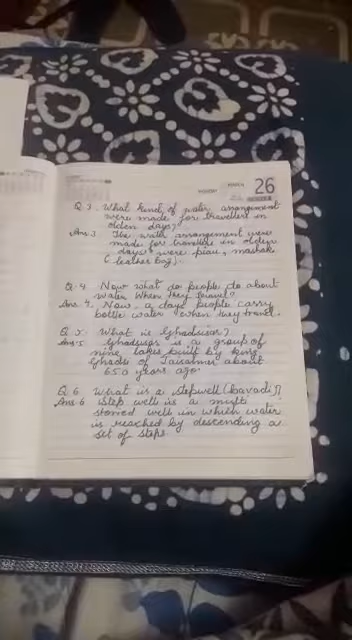 MARCH
26
Q 3. What kind of water arrangement
were made for travellers in
olden days?
Ans. 3 The water arrangement were
made for travellers in olden
days were piau, mashak
( leather bag).
Q. 4 Now what do people do about
water when they travel?
Ans. 4. Now. a days people carry
bottle water when they travel.
Q. 5. What is Ghadisar?
Ans. 5 Ghadisar is a group of
nine lakes built by king
Ghadsi of Jaisalmer about
650 years ago.
Q 6. What is a stepwell (bavadi)?
Ans. 6 Step well is a multi
storied well in which water
is reached by descending a
set of steps.